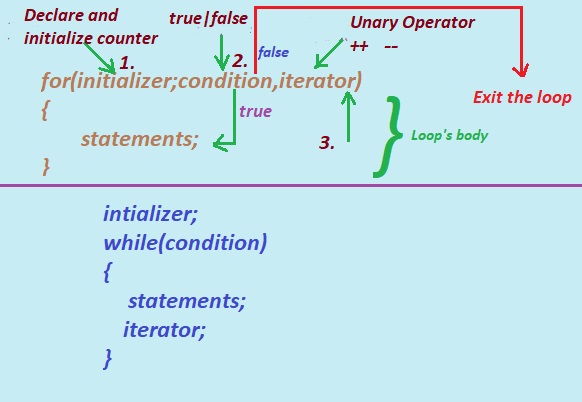 Declare and
initialize counter
true|false
Unary Operator
++ --
1.
2.
false
for(initializer;condition,iterator)
Exit the loop
{
true
statements;
3.
Loop's body
}
}
intializer;
while(condition)
{
statements;
iterator;
}